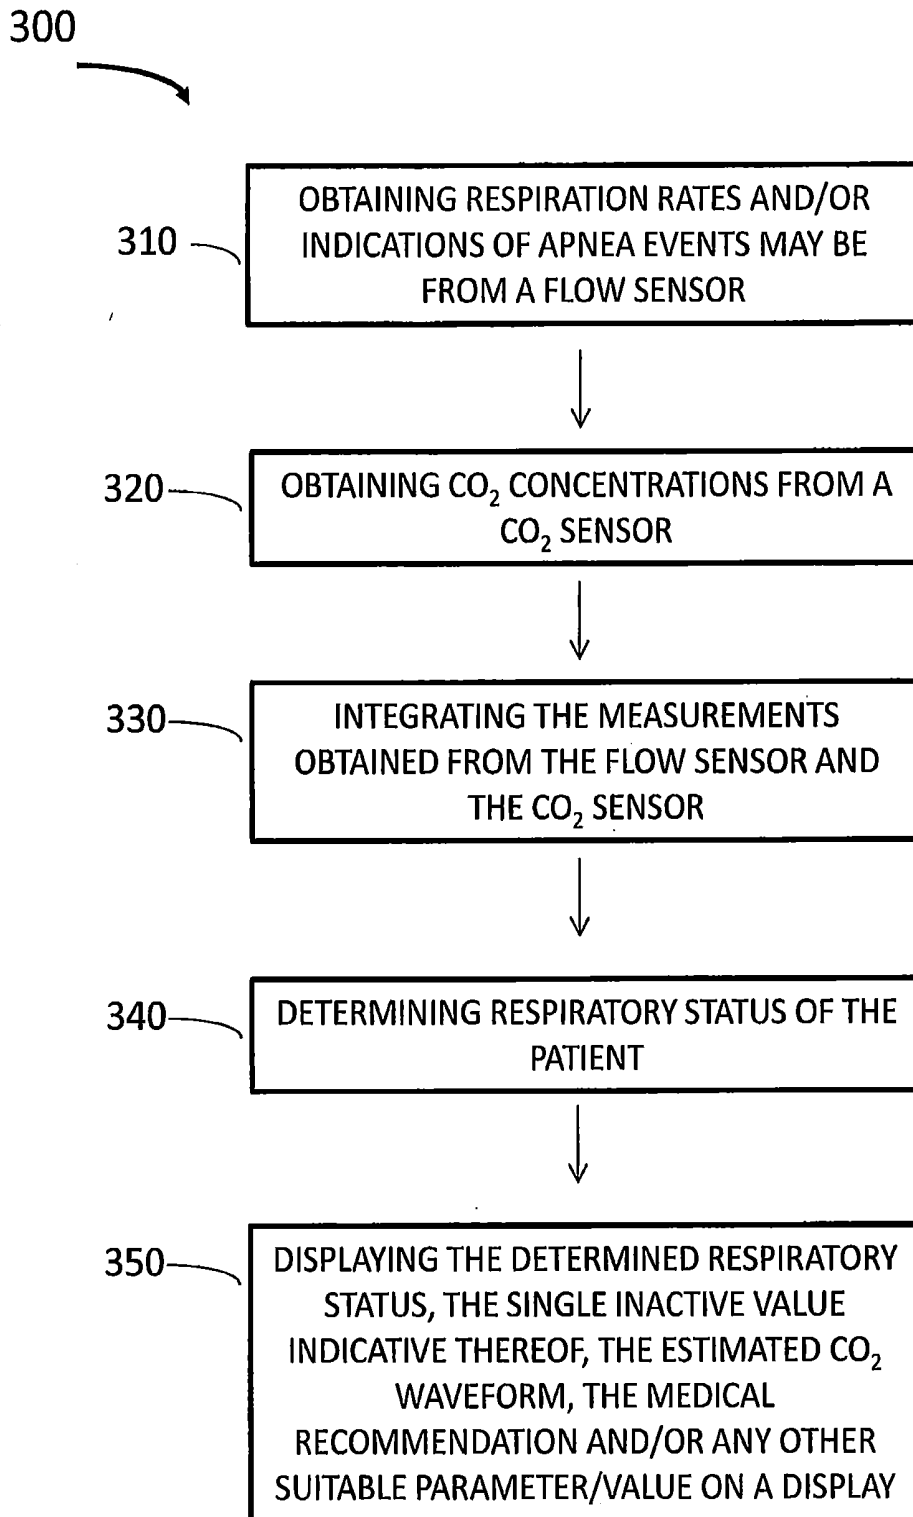 300
310
OBTAINING RESPIRATION RATES AND/OR
INDICATIONS OF APNEA EVENTS MAY BE
FROM A FLOW SENSOR
320
OBTAINING CO₂ CONCENTRATIONS FROM A
CO₂ SENSOR
330
INTEGRATING THE MEASUREMENTS
OBTAINED FROM THE FLOW SENSOR AND
THE CO₂ SENSOR
340
DETERMINING RESPIRATORY STATUS OF THE
PATIENT
350
DISPLAYING THE DETERMINED RESPIRATORY
STATUS, THE SINGLE INACTIVE VALUE
INDICATIVE THEREOF, THE ESTIMATED CO₂
WAVEFORM, THE MEDICAL
RECOMMENDATION AND/OR ANY OTHER
SUITABLE PARAMETER/VALUE ON A DISPLAY